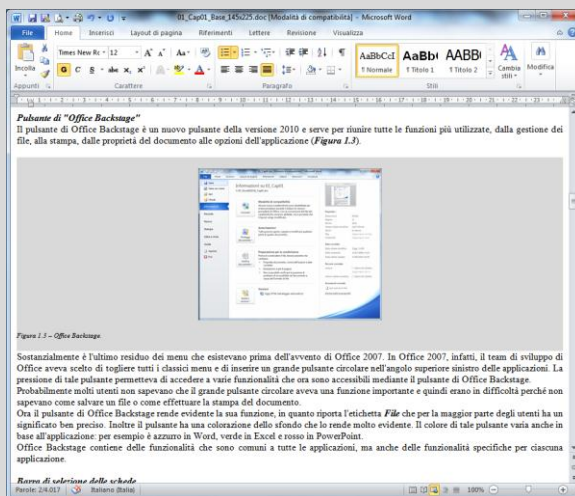 01_Cap01_Base_145x225.doc [Modalità di compatibilità] - Microsoft Word
File Home Inserisci Layout di pagina Riferimenti Lettere Revisione Visualizza
Incolla
Times New Rc 12
AaBbCcI AaBb AABB
¶ Normale ¶ Titolo 1 ¶ Titolo 2
Cambia stili Modifica
Appunti Carattere Paragrafo Stili
Pulsante di "Office Backstage"
Il pulsante di Office Backstage è un nuovo pulsante della versione 2010 e serve per riunire tutte le funzioni più utilizzate, dalla gestione dei
file, alla stampa, dalle proprietà del documento alle opzioni dell'applicazione (Figura 1.3).
Figura 1.3 – Office Backstage.
Sostanzialmente è l'ultimo residuo dei menu che esistevano prima dell'avvento di Office 2007. In Office 2007, infatti, il team di sviluppo di
Office aveva scelto di togliere tutti i classici menu e di inserire un grande pulsante circolare nell'angolo superiore sinistro delle applicazioni. La
pressione di tale pulsante permetteva di accedere a varie funzionalità che ora sono accessibili mediante il pulsante di Office Backstage.
Probabilmente molti utenti non sapevano che il grande pulsante circolare aveva una funzione importante e quindi erano in difficoltà perché non
sapevano come salvare un file o come effettuare la stampa del documento.
Ora il pulsante di Office Backstage rende evidente la sua funzione, in quanto riporta l'etichetta File che per la maggior parte degli utenti ha un
significato ben preciso. Inoltre il pulsante ha una colorazione dello sfondo che lo rende molto evidente. Il colore di tale pulsante varia anche in
base all'applicazione: per esempio è azzurro in Word, verde in Excel e rosso in PowerPoint.
Office Backstage contiene delle funzionalità che sono comuni a tutte le applicazioni, ma anche delle funzionalità specifiche per ciascuna
applicazione.
Barra di selezione delle schede
Parole: 2/4.017 Italiano (Italia) 100%